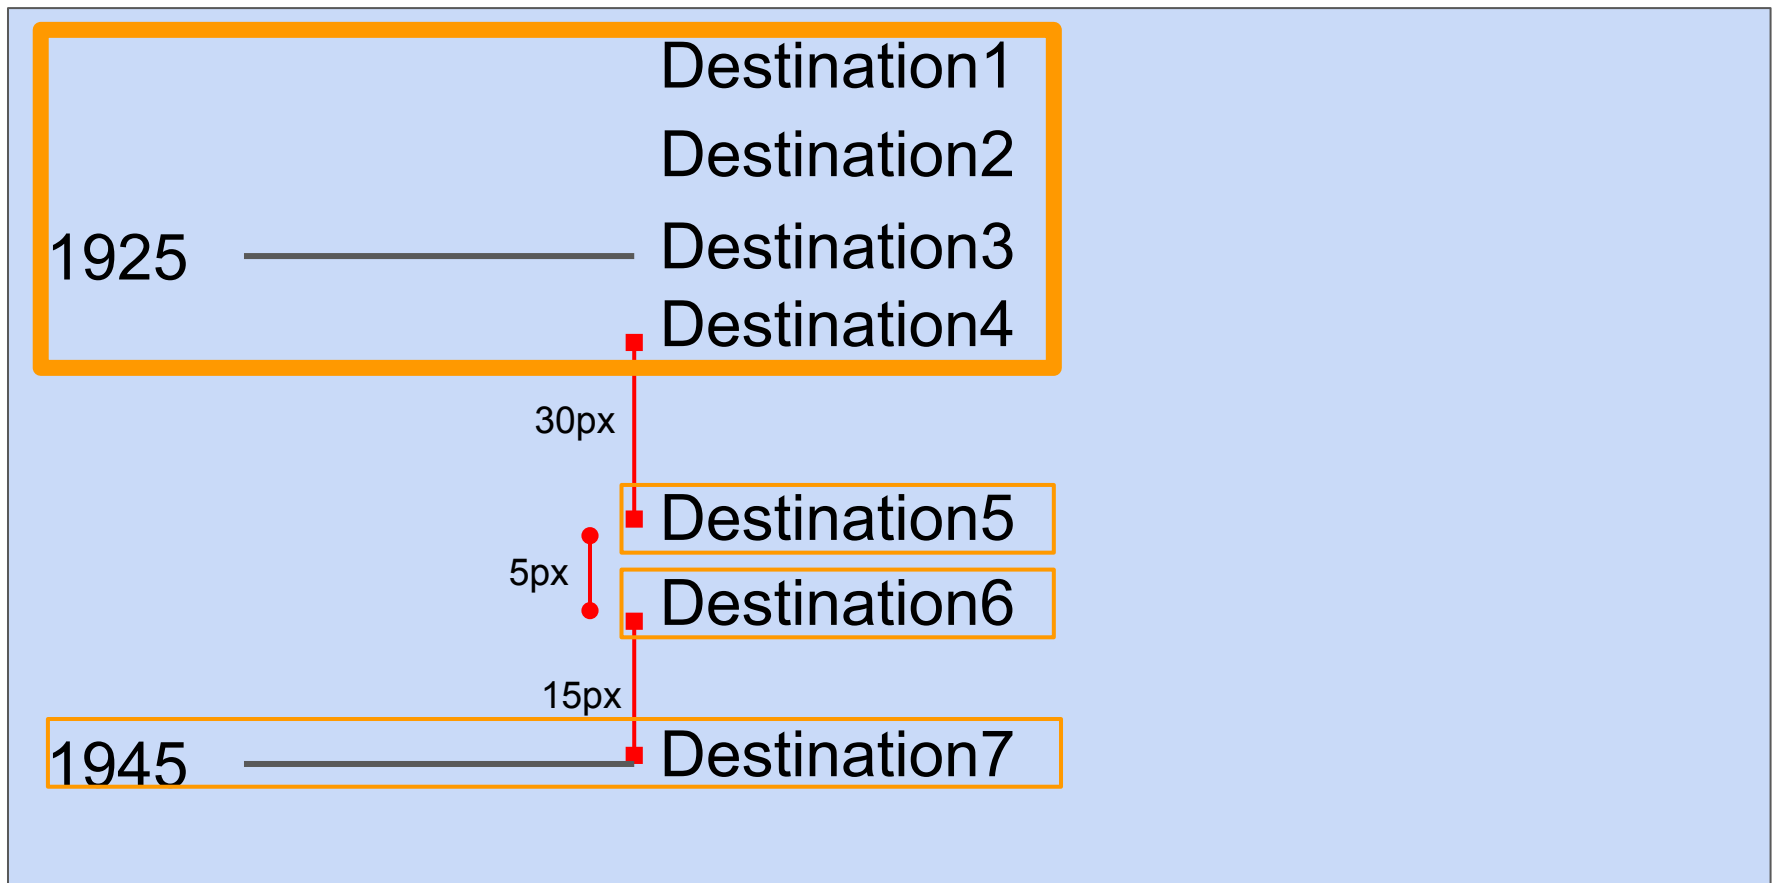 Destination1
Destination2
1925 Destination3
Destination4
30px
Destination5
5px
Destination6
15px
1945 Destination7